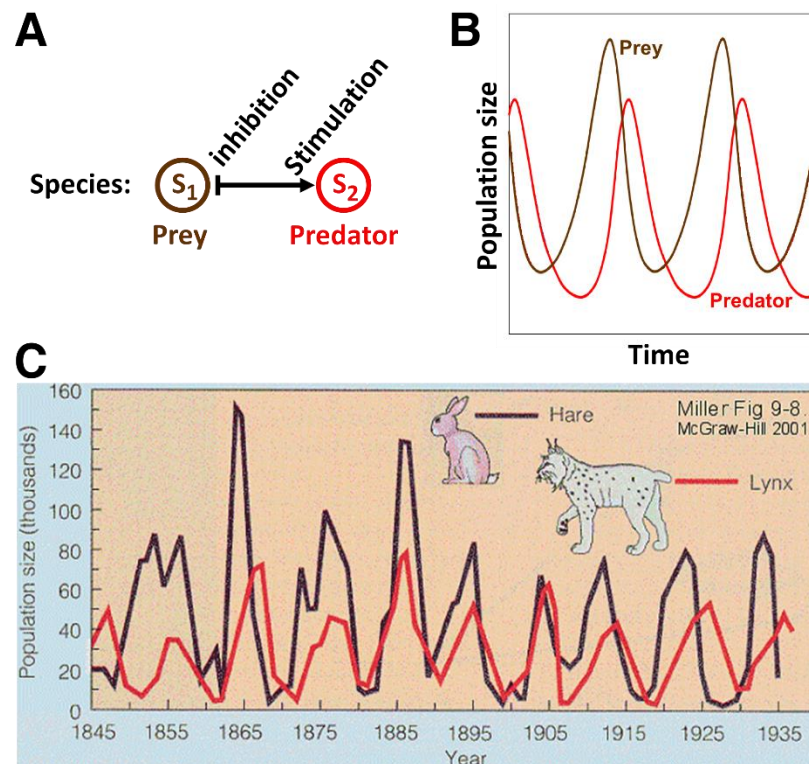 A
inhibition
Stimulation
Species:
S1
S2
Prey
Predator
B
Population size
Prey
Predator
Time
C
Population size (thousands)
160
140
120
100
80
60
40
20
0
Hare
Lynx
Miller Fig 9-8.
McGraw-Hill 2001
1845 1855 1865 1875 1885 1895 1905 1915 1925 1935
Year